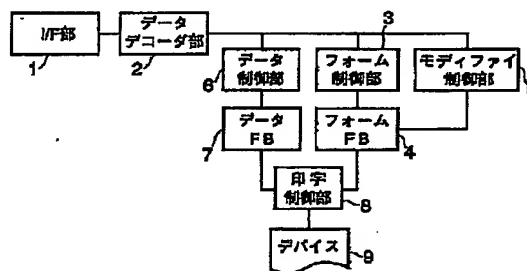 I/F部
1
データ
デコーダ部
2
3
6
データ
制御部
フォーム
制御部
モディファイ
制御部
7
データ
FB
フォーム
FB
4
印字
制御部
8
デバイス
9